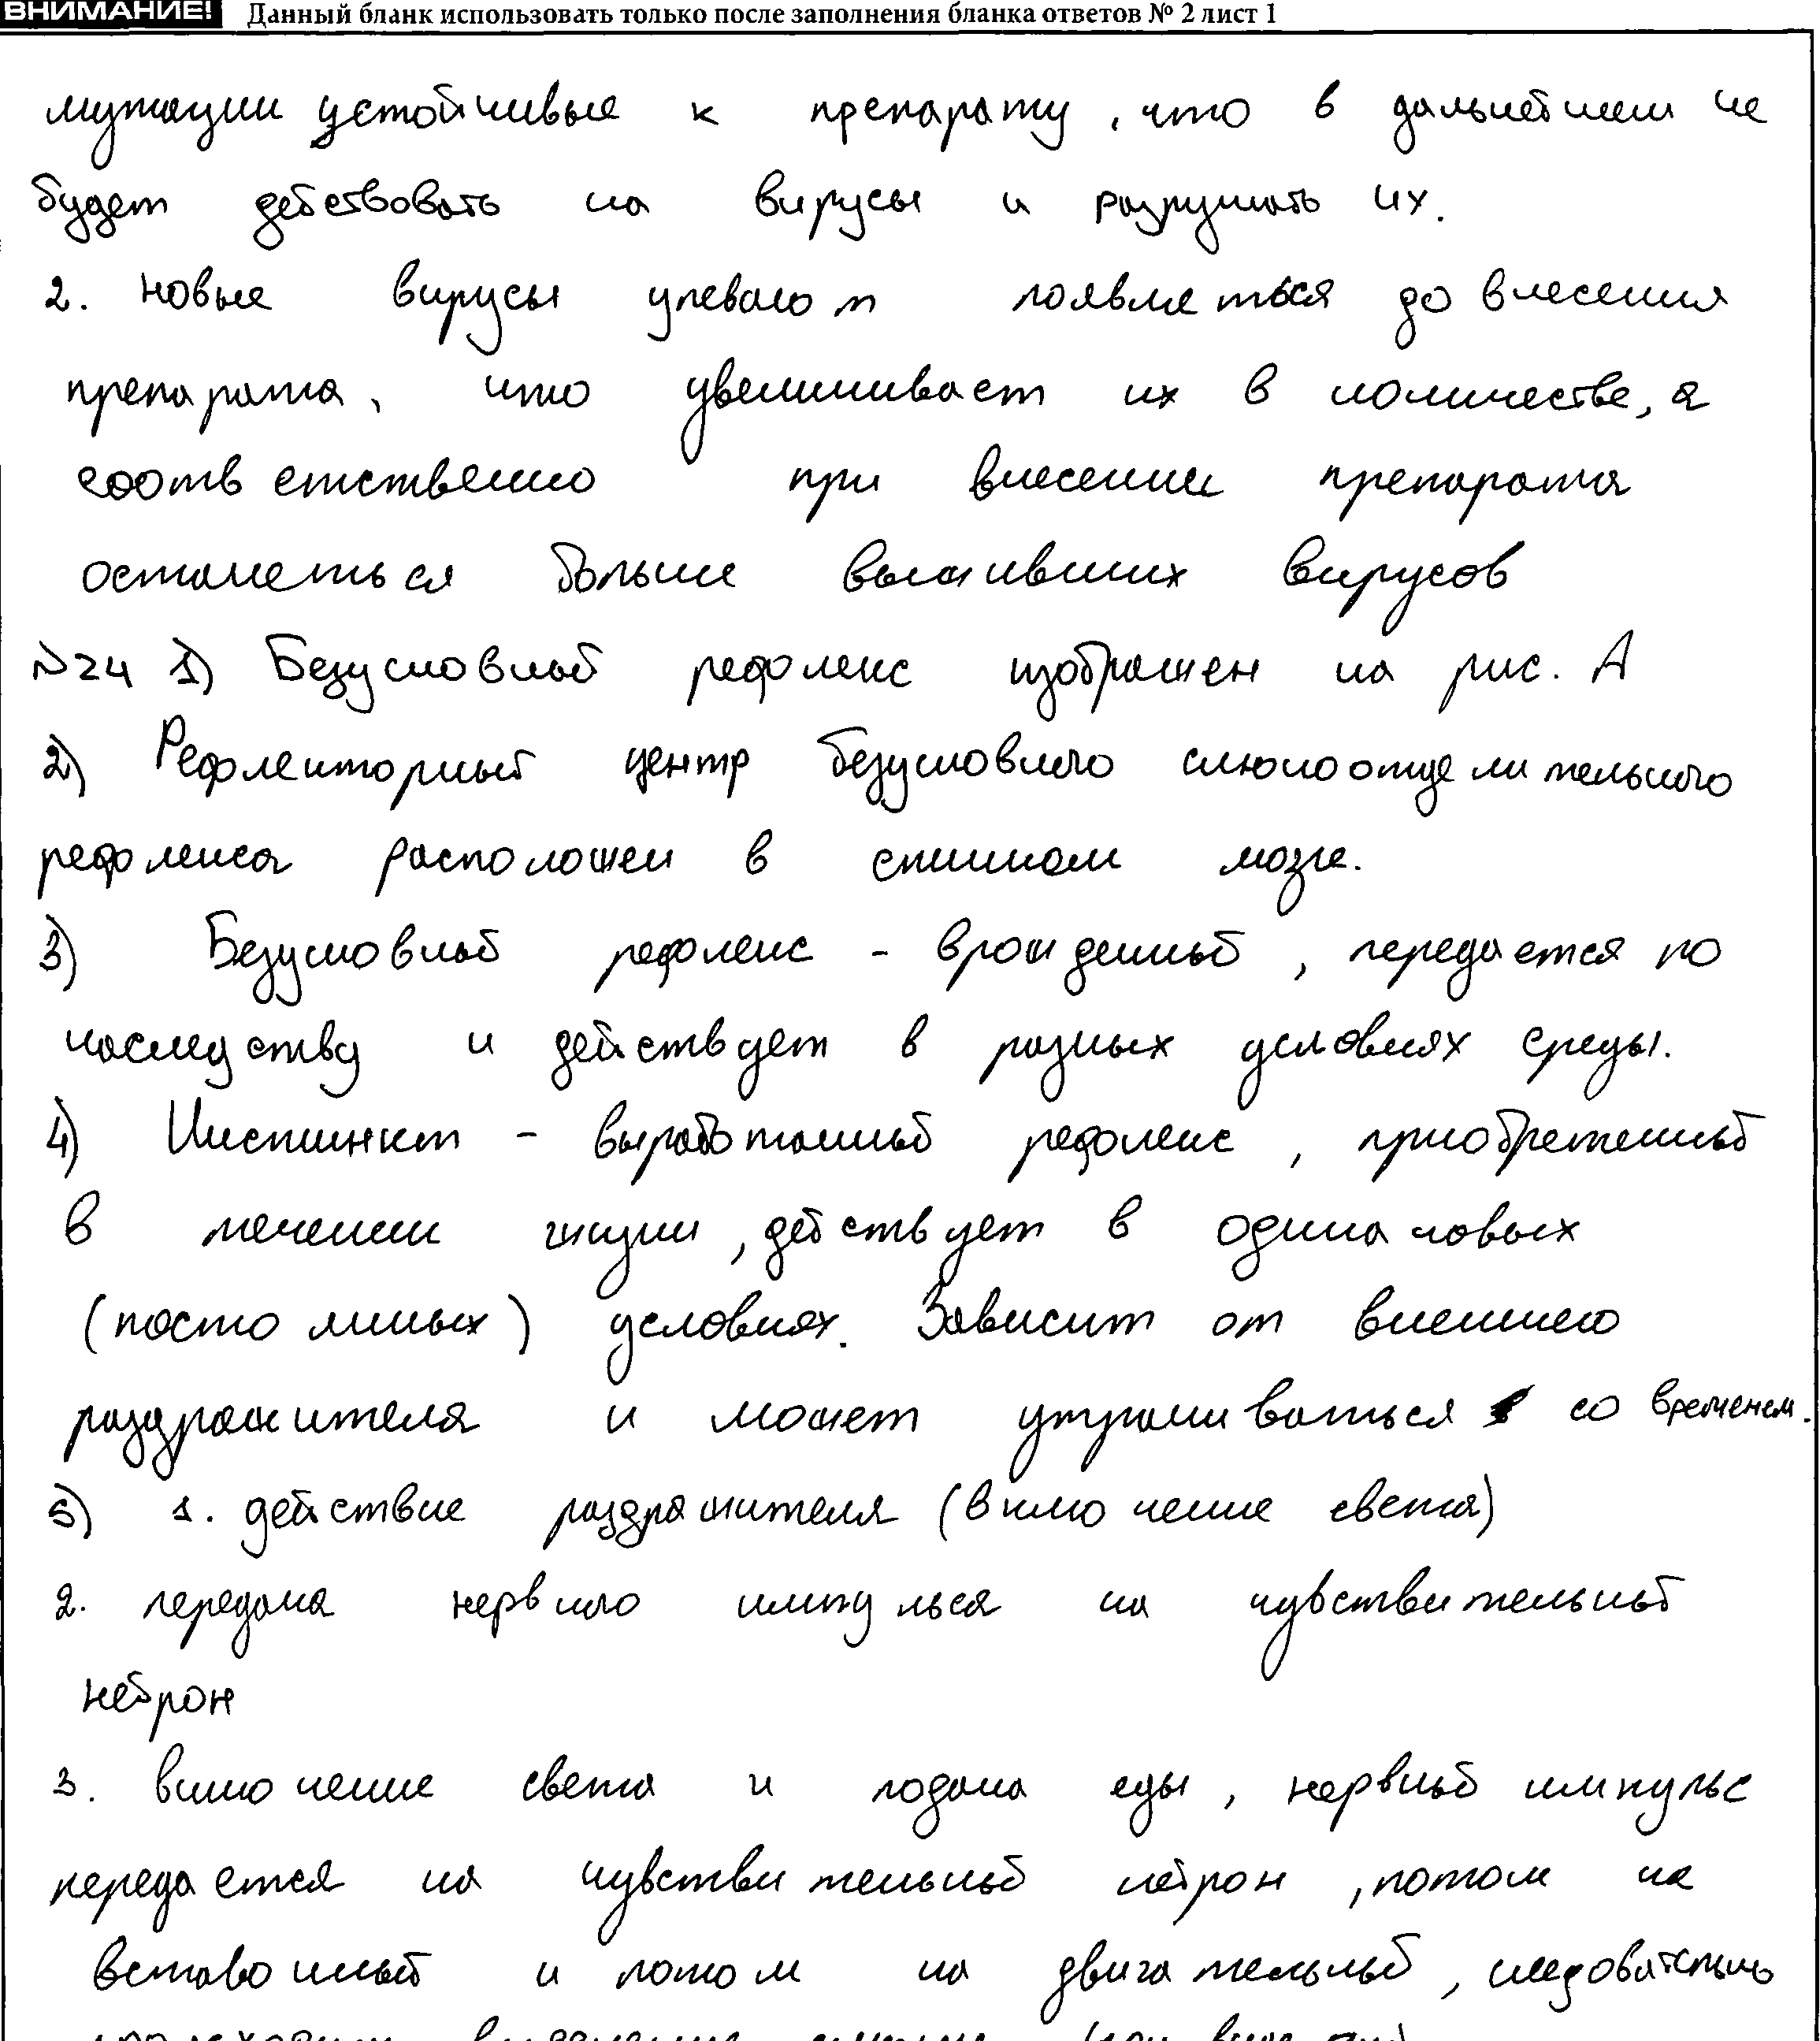 ВНИМАНИЕ! Данный бланк использовать только после заполнения бланка ответов № 2 лист 1
мутации устойчивые к препарату, что в дальнейшем не
будет действовать на вирусы и разрушать их.
2. новые вирусы успевают появляеться до внесения
препарата, что увеличивает их в количестве, а
соответственно при внесении препарата
останеться больше выживших вирусов
№24 1) Безусловный рефлекс изображен на рис. А
2) Рефлекторный центр безусловного слюноотделительного
рефлекса расположен в спинном мозге.
3) Безусловный рефлекс - врожденный, передается по
наследству и действует в разных условиях среды.
4) Инстинкт - выработанный рефлекс, приобретенный
в течении жизни, действует в одинаковых
(постоянных) условиях. Зависит от внешнего
раздражителя и может утрачиваться со временем.
5) 1. действие раздражителя (включение света)
2. передача нервного импульса на чувствительный
нейрон
3. включение света и подача еды, нервный импульс
передается на чувствительный нейрон, потом на
вставочный и потом на двигательный, следовательно